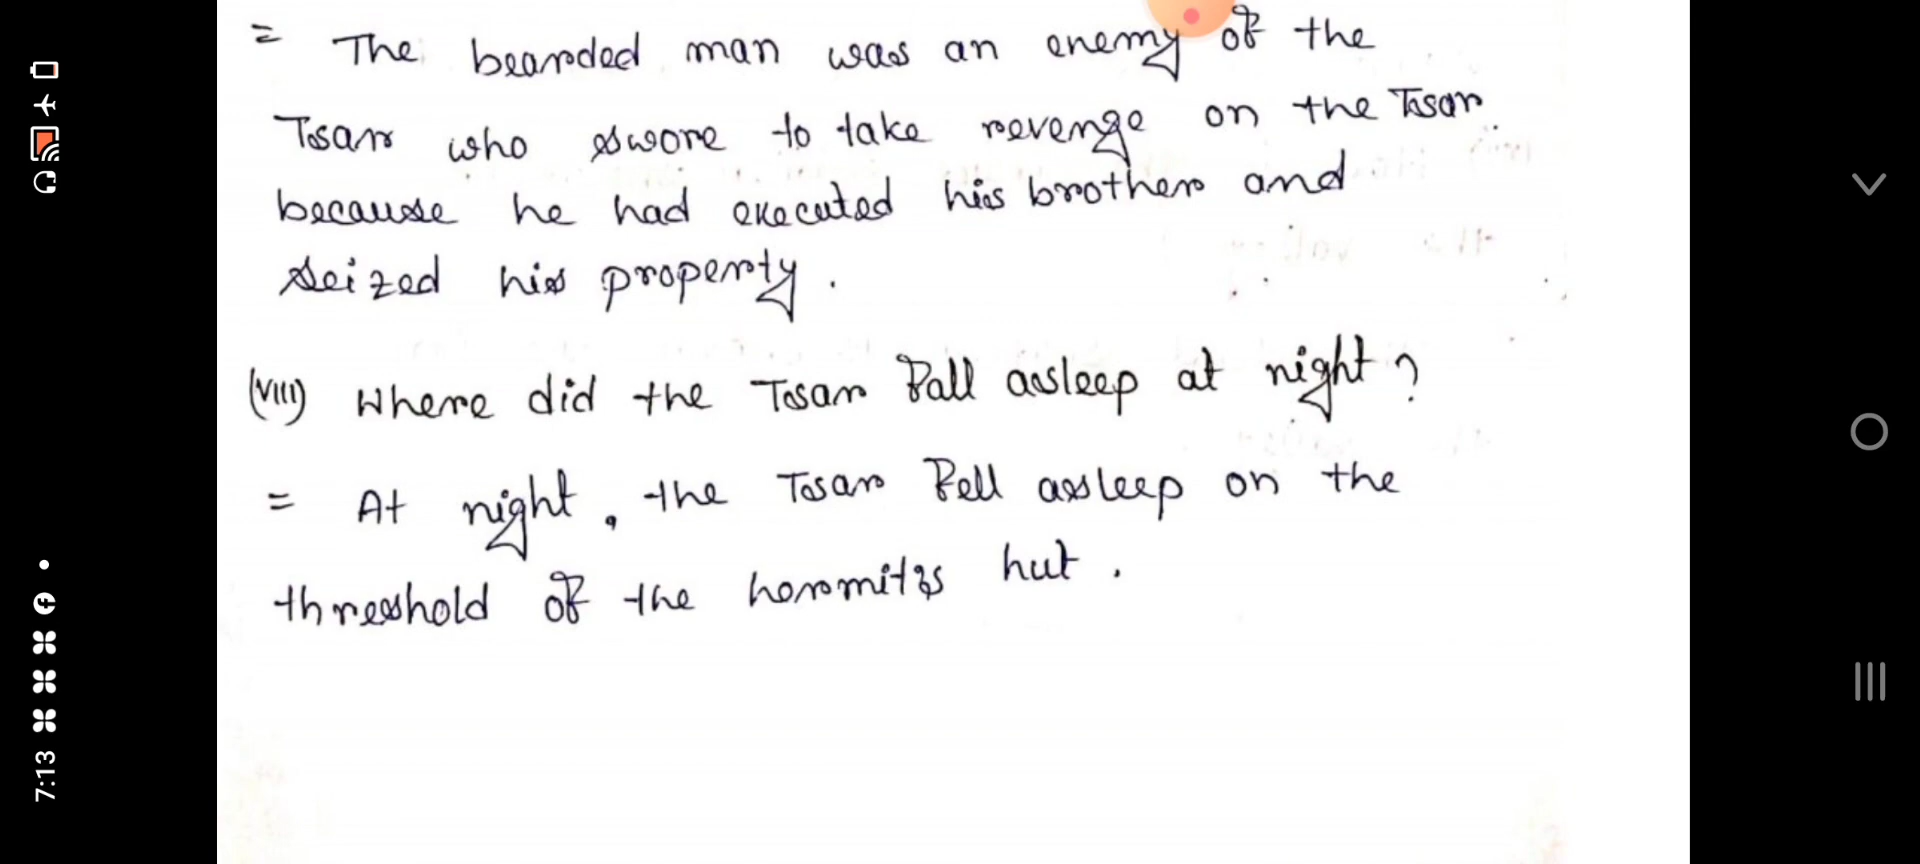 = The bearded man was an enemy of the
Tsar who swore to take revenge on the Tsar
because he had executed his brother and
seized his property.
(VIII) Where did the Tsar fall asleep at night?
= At night, the Tsar fell asleep on the
threshold of the hermit's hut.
7:13